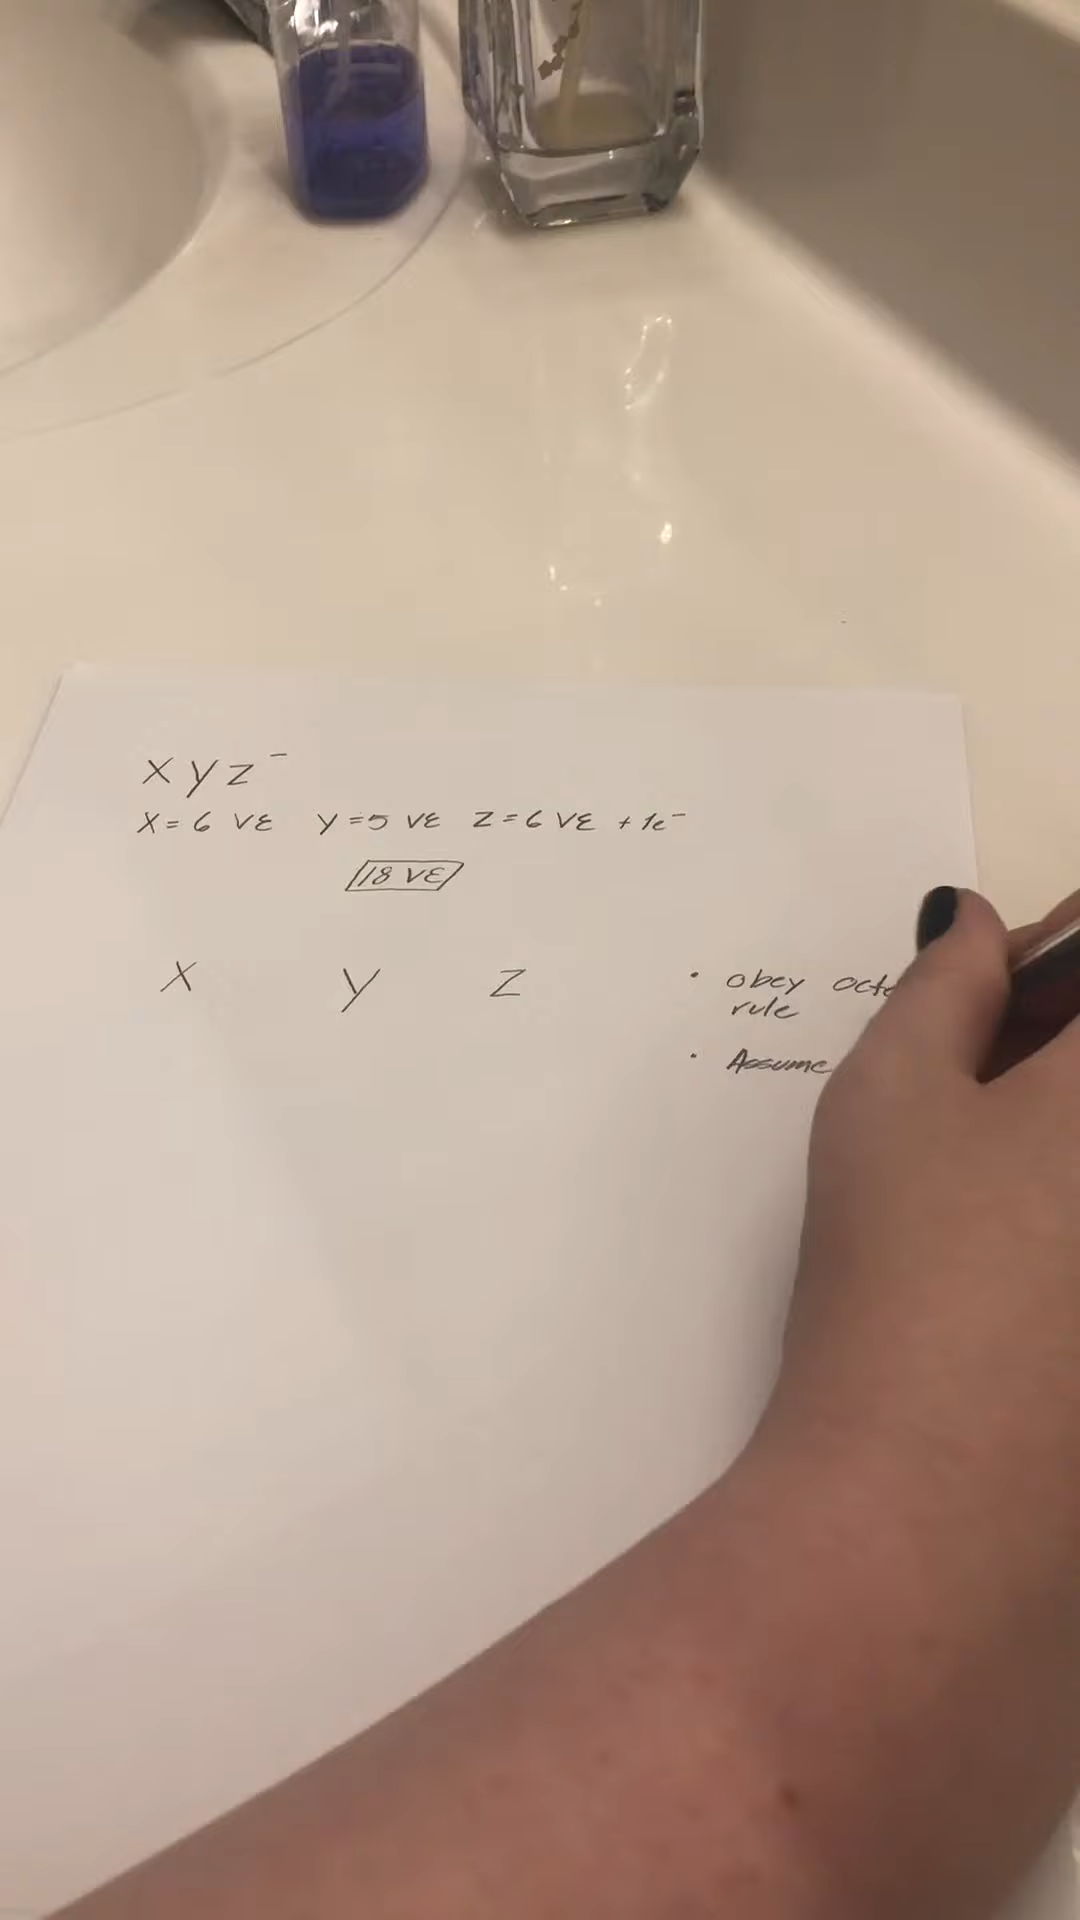 xyz⁻
X = 6 VE Y = 5 VE Z = 6 VE + 1e⁻
18 VE
X Y Z
• obey
rule
• Assume